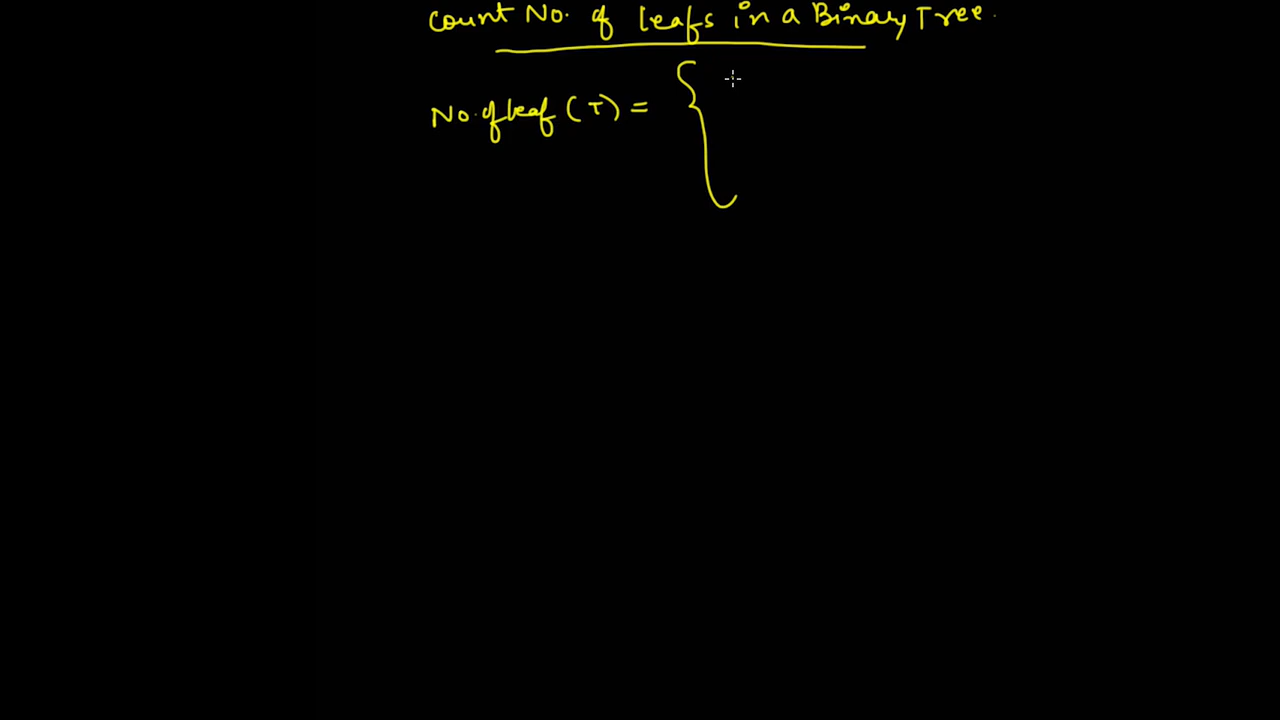 Count No. of leafs in a Binary Tree.
No. of leaf (T) = {